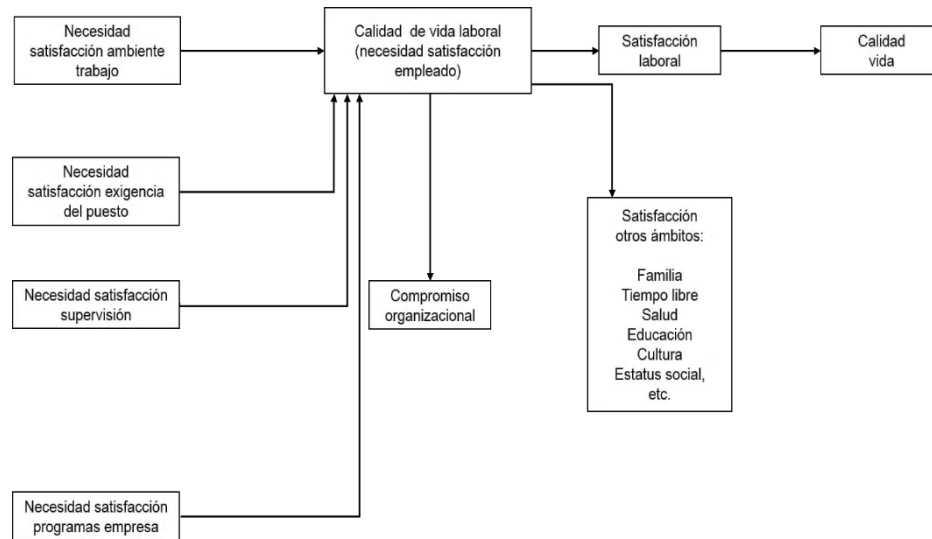 Necesidad
satisfacción ambiente
trabajo
Calidad de vida laboral
(necesidad satisfacción
empleado)
Satisfacción
laboral
Calidad
vida
Necesidad
satisfacción exigencia
del puesto
Necesidad satisfacción
supervisión
Compromiso
organizacional
Satisfacción
otros ámbitos:
Familia
Tiempo libre
Salud
Educación
Cultura
Estatus social,
etc.
Necesidad satisfacción
programas empresa